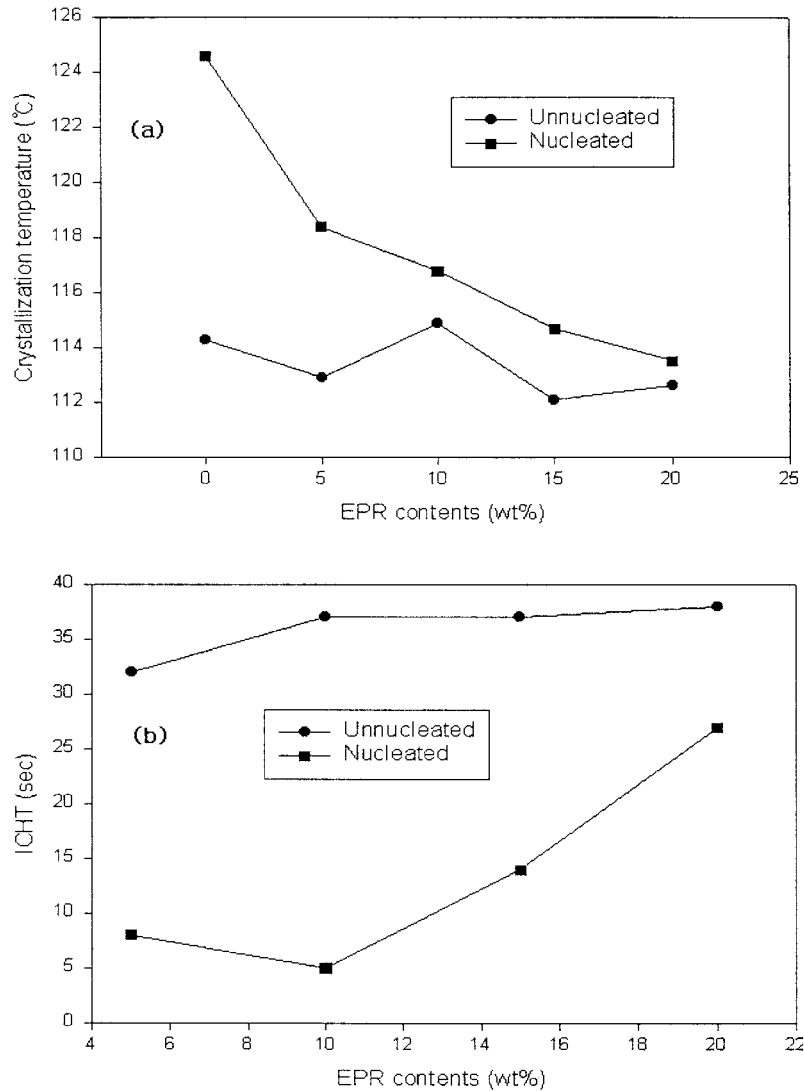 126
124
122
120
118
116
114
112
110
Crystallization temperature (℃)
(a)
Unnucleated
Nucleated
0 5 10 15 20 25
EPR contents (wt%)
40
35
30
25
20
15
10
5
0
ICHT (sec)
(b)
Unnucleated
Nucleated
4 6 8 10 12 14 16 18 20 22
EPR contents (wt%)